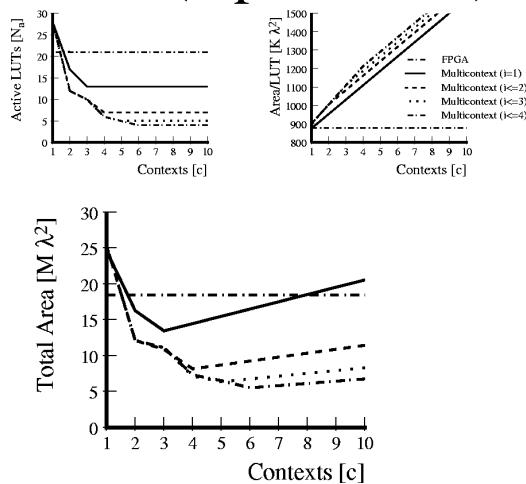 Active LUTs [Na]
30
25
20
15
10
5
0
1 2 3 4 5 6 7 8 9 10
Contexts [c]
Area/LUT [K λ²]
1500
1400
1300
1200
1100
1000
900
800
1 2 3 4 5 6 7 8 9 10
Contexts [c]
FPGA
Multicontext (i=1)
Multicontext (i<=2)
Multicontext (i<=3)
Multicontext (i<=4)
Total Area [M λ²]
30
25
20
15
10
5
0
1 2 3 4 5 6 7 8 9 10
Contexts [c]